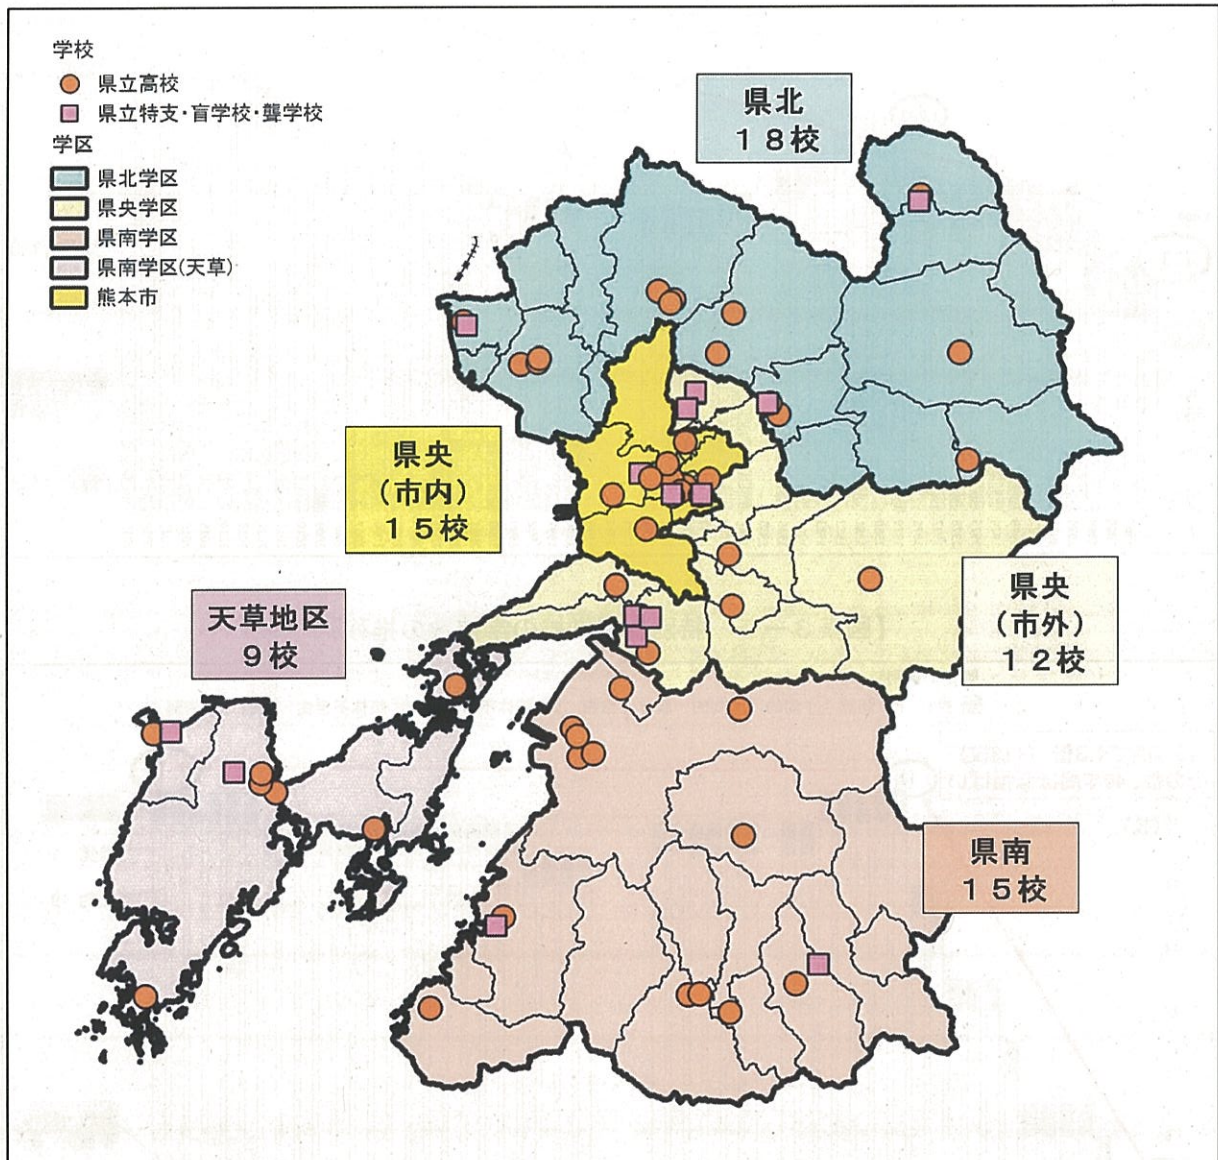 学校
県立高校
県立特支・盲学校・聾学校
学区
県北学区
県央学区
県南学区
県南学区(天草)
熊本市
県北
18校
県央
(市内)
15校
天草地区
9校
県央
(市外)
12校
県南
15校